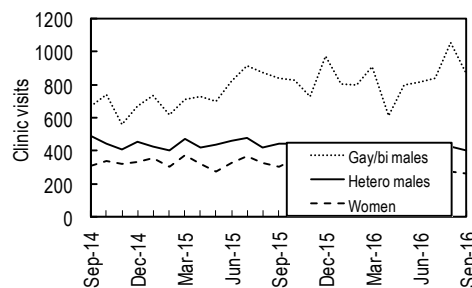 1200
1000
800
600
400
200
0
Clinic visits
Gay/bi males
Hetero males
Women
Sep-14
Dec-14
Mar-15
Jun-15
Sep-15
Dec-15
Mar-16
Jun-16
Sep-16